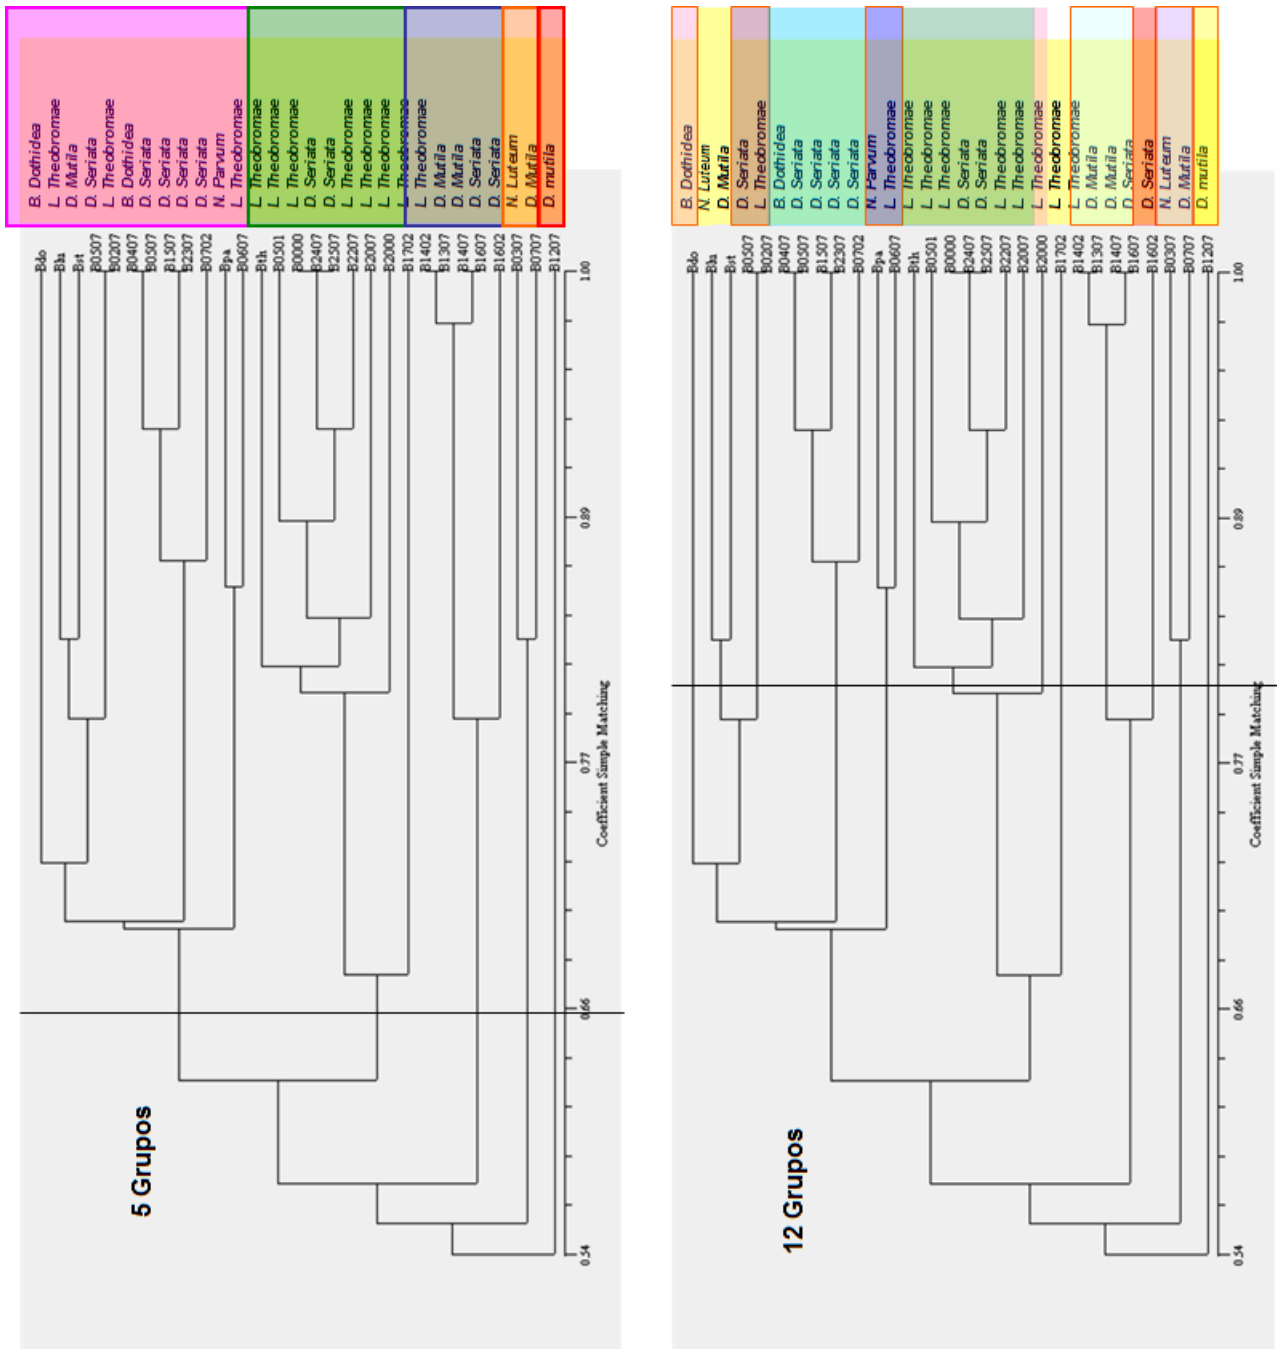 B. Dothidea
L. Theobromae
D. Mutila
D. Seriata
L. Theobromae
B. Dothidea
D. Seriata
D. Seriata
D. Seriata
D. Seriata
N. Parvum
L. Theobromae
L. Theobromae
L. Theobromae
L. Theobromae
D. Seriata
D. Seriata
L. Theobromae
L. Theobromae
L. Theobromae
L. Theobromae
L. Theobromae
D. Mutila
D. Mutila
D. Seriata
D. Seriata
N. Luteum
D. Mutila
D. mutila
Bdo
Blu
Bst
B0507
B0207
B0407
B0507
B1507
B2307
B0702
Bpa
B0607
Bth
B0501
B0000
B2407
B2507
B2207
B2007
B2000
B1702
B1402
B1307
B1407
B1607
B1602
B0307
B0707
B1207
1.00
0.89
0.77
0.66
0.54
Coefficient Simple Matching
5 Grupos
B. Dothidea
N. Luteum
D. Mutila
D. Seriata
L. Theobromae
B. Dothidea
D. Seriata
D. Seriata
D. Seriata
D. Seriata
N. Parvum
L. Theobromae
L. Theobromae
L. Theobromae
L. Theobromae
D. Seriata
D. Seriata
L. Theobromae
L. Theobromae
L. Theobromae
L. Theobromae
L. Theobromae
D. Mutila
D. Mutila
D. Seriata
D. Seriata
N. Luteum
D. Mutila
D. mutila
Bdo
Blu
Bst
B0507
B0207
B0407
B0507
B1507
B2307
B0702
Bpa
B0607
Bth
B0501
B0000
B2407
B2507
B2207
B2007
B2000
B1702
B1402
B1307
B1407
B1607
B1602
B0307
B0707
B1207
1.00
0.89
0.77
0.66
0.54
Coefficient Simple Matching
12 Grupos